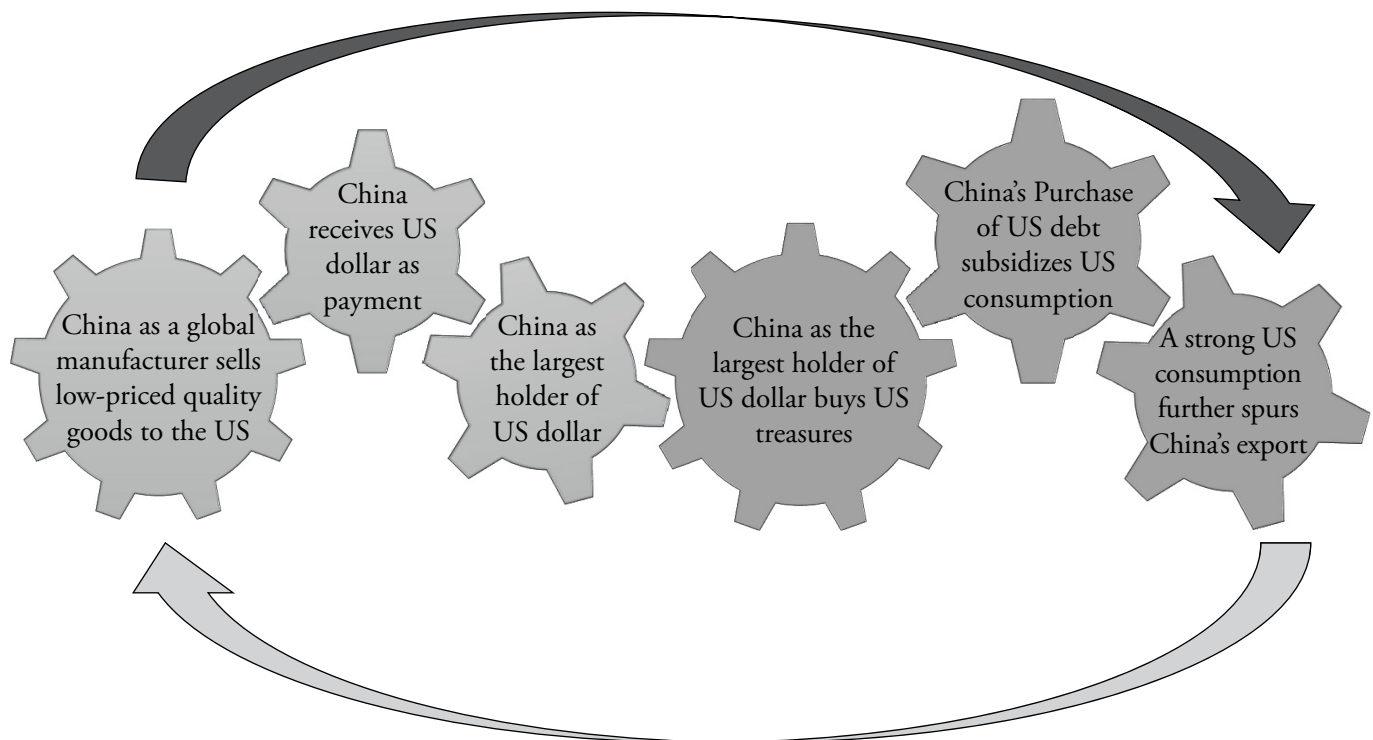 China
receives US
dollar as
payment
China as a global
manufacturer sells
low-priced quality
goods to the US
China as
the largest
holder of
US dollar
China as the
largest holder of
US dollar buys US
treasures
China’s Purchase
of US debt
subsidizes US
consumption
A strong US
consumption
further spurs
China’s export